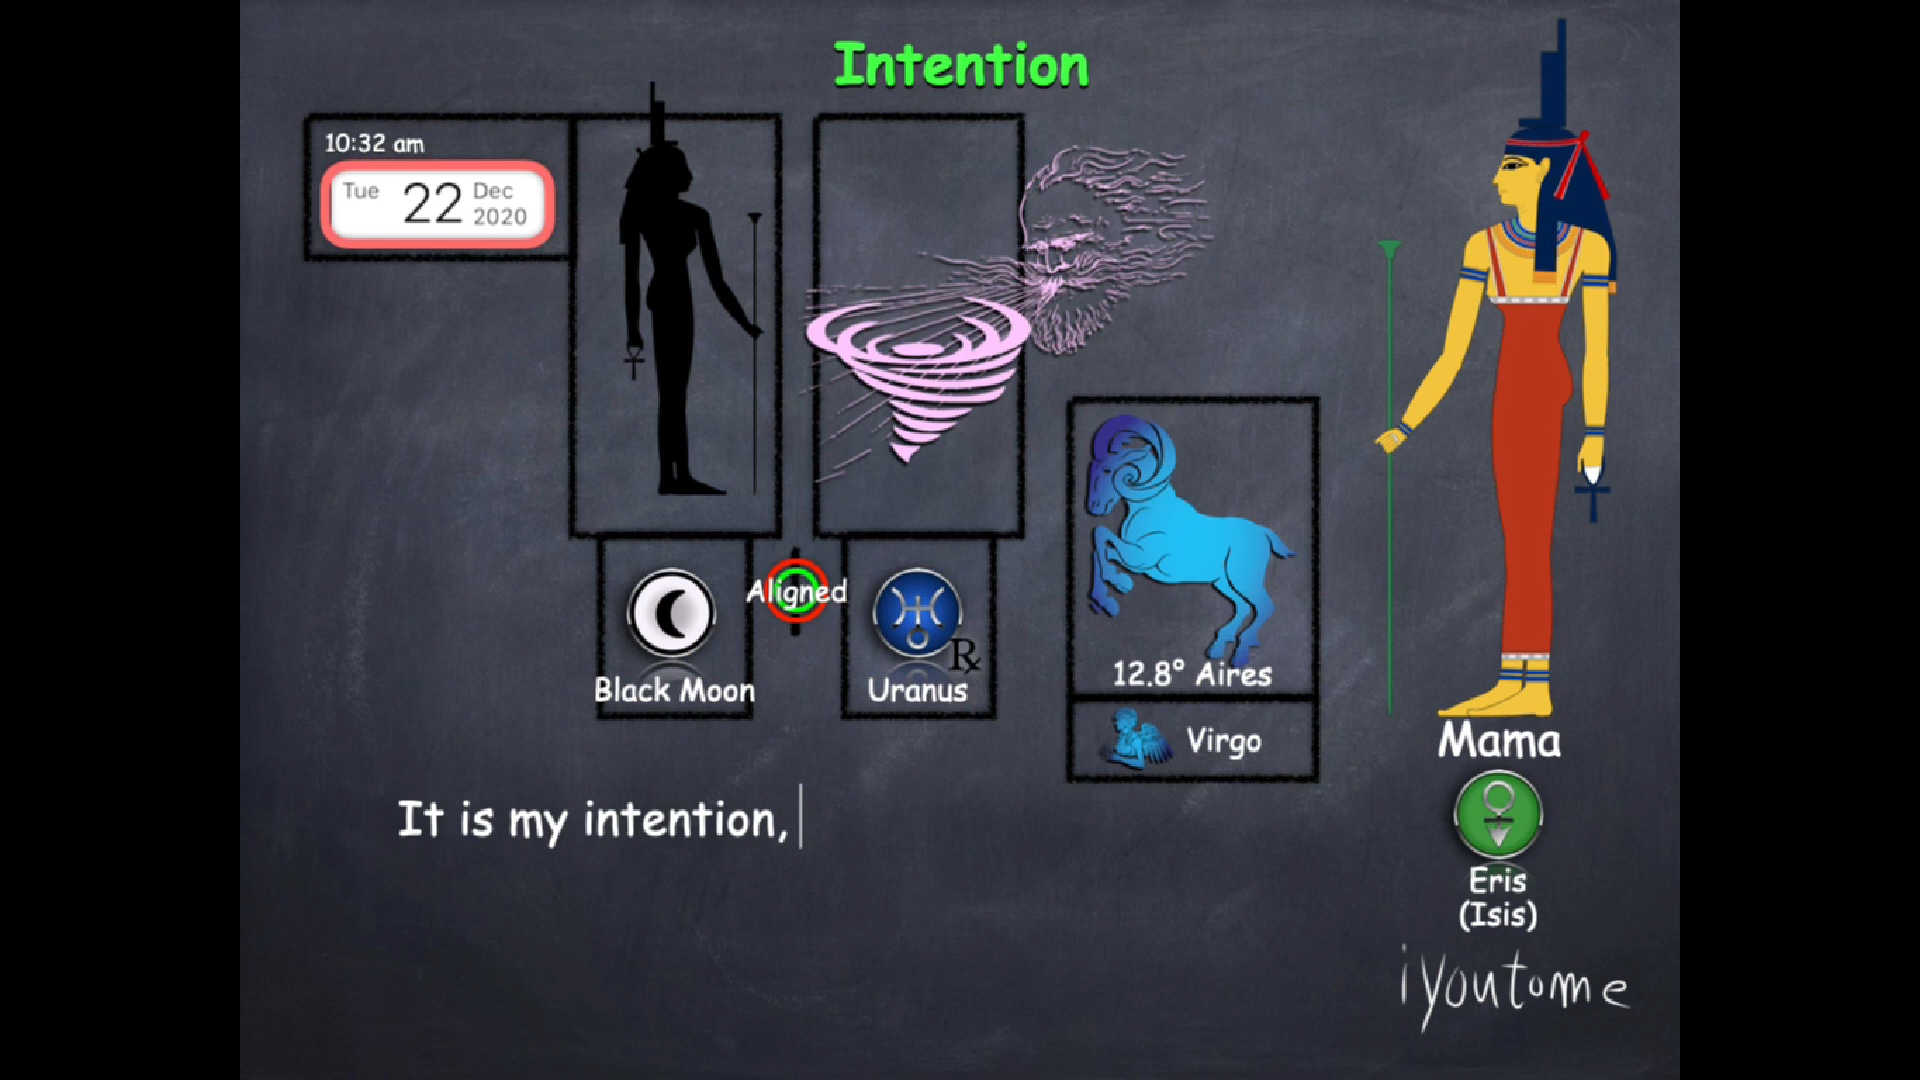 Intention
10:32 am
Tue 22 Dec 2020
Aligned
Black Moon
Uranus
℞
12.8° Aires
Virgo
Mama
It is my intention,
Eris
(Isis)
iyoutome